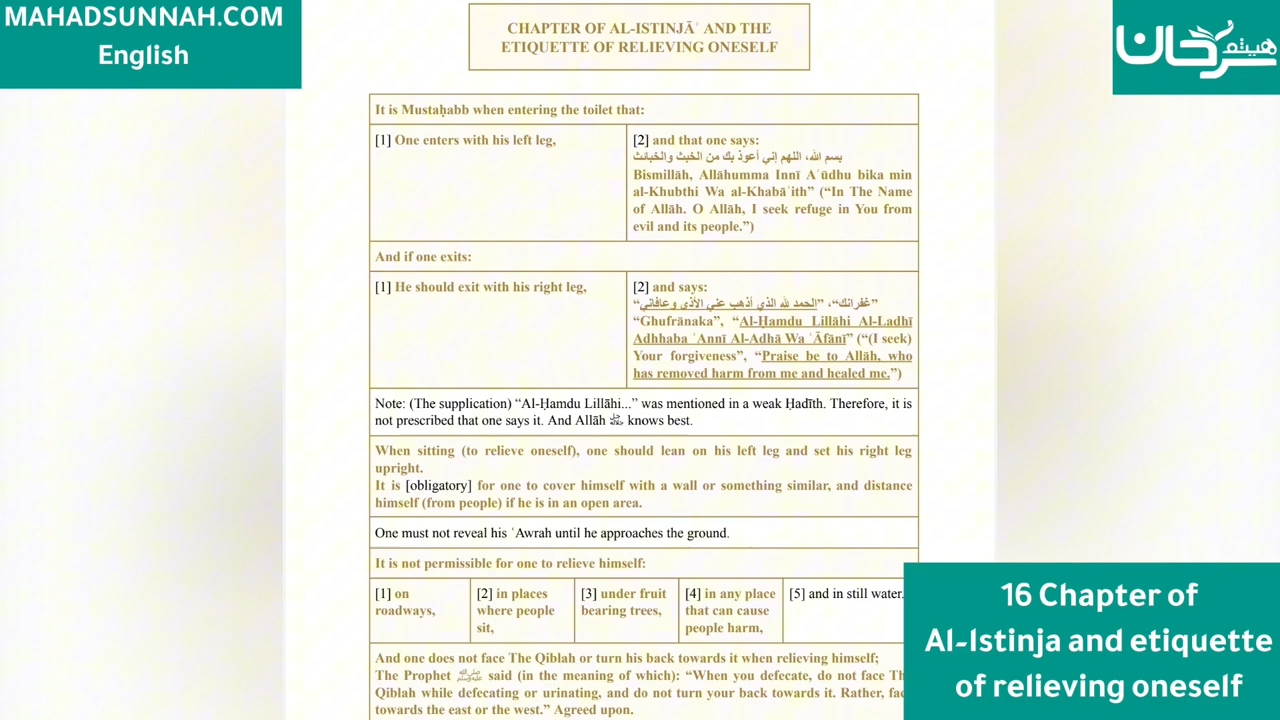 MAHADSUNNAH.COM
English
هيثم
سرحان
CHAPTER OF AL-ISTINJĀʾ AND THE
ETIQUETTE OF RELIEVING ONESELF
It is Mustaḥabb when entering the toilet that:
[1] One enters with his left leg,
[2] and that one says:
بسم الله، اللهم إني أعوذ بك من الخبث والخبائث
Bismillāh, Allāhumma Innī Aʿūdhu bika min
al-Khubthi Wa al-Khabāʾith” (“In The Name
of Allāh. O Allāh, I seek refuge in You from
evil and its people.”)
And if one exits:
[1] He should exit with his right leg,
[2] and says:
”غفرانك“، ”الحمد لله الذي أذهب عني الأذى وعافاني“
“Ghufrānaka”, “Al-Ḥamdu Lillāhi Al-Ladhī
Adhhaba ʿAnnī Al-Adhā Wa ʿĀfānī” (“(I seek)
Your forgiveness”, “Praise be to Allāh, who
has removed harm from me and healed me.”)
Note: (The supplication) “Al-Ḥamdu Lillāhi...” was mentioned in a weak Ḥadīth. Therefore, it is
not prescribed that one says it. And Allāh ﷻ knows best.
When sitting (to relieve oneself), one should lean on his left leg and set his right leg
upright.
It is [obligatory] for one to cover himself with a wall or something similar, and distance
himself (from people) if he is in an open area.
One must not reveal his ʿAwrah until he approaches the ground.
It is not permissible for one to relieve himself:
[1] on
roadways,
[2] in places
where people
sit,
[3] under fruit
bearing trees,
[4] in any place
that can cause
people harm,
[5] and in still water.
And one does not face The Qiblah or turn his back towards it when relieving himself;
The Prophet ﷺ said (in the meaning of which): “When you defecate, do not face Th
Qiblah while defecating or urinating, and do not turn your back towards it. Rather, fac
towards the east or the west.” Agreed upon.
16 Chapter of
Al-Istinja and etiquette
of relieving oneself